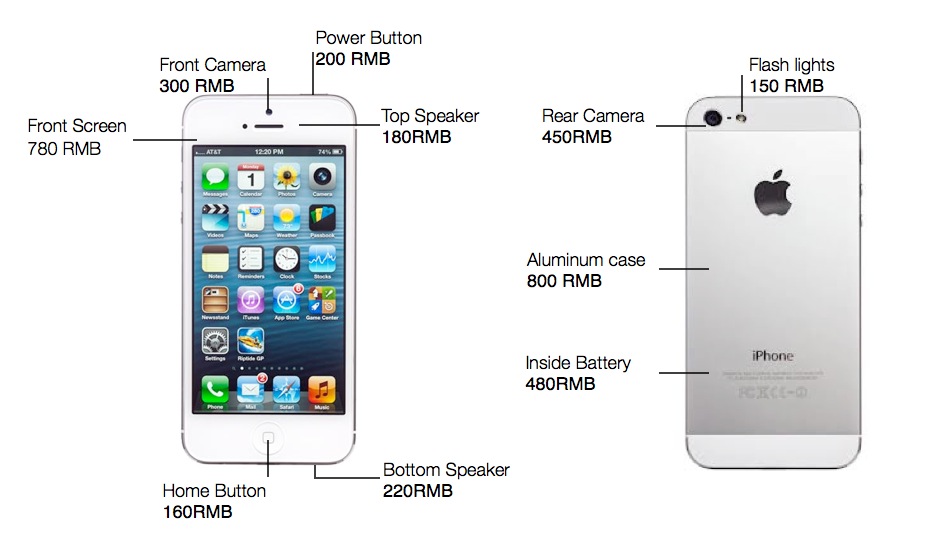 Power Button
200 RMB
Front Camera
300 RMB
Top Speaker
180RMB
Front Screen
780 RMB
AT&T 12:20 PM 74%
Messages Calendar Photos Camera
Monday
1
Videos Maps Weather Passbook
280
Notes Reminders Clock Stocks
Newsstand iTunes App Store Game Center
6
Settings Riptide GP
Phone Mail Safari Music
2
Home Button
160RMB
Bottom Speaker
220RMB
Flash lights
150 RMB
Rear Camera
450RMB
Aluminum case
800 RMB
Inside Battery
480RMB
iPhone